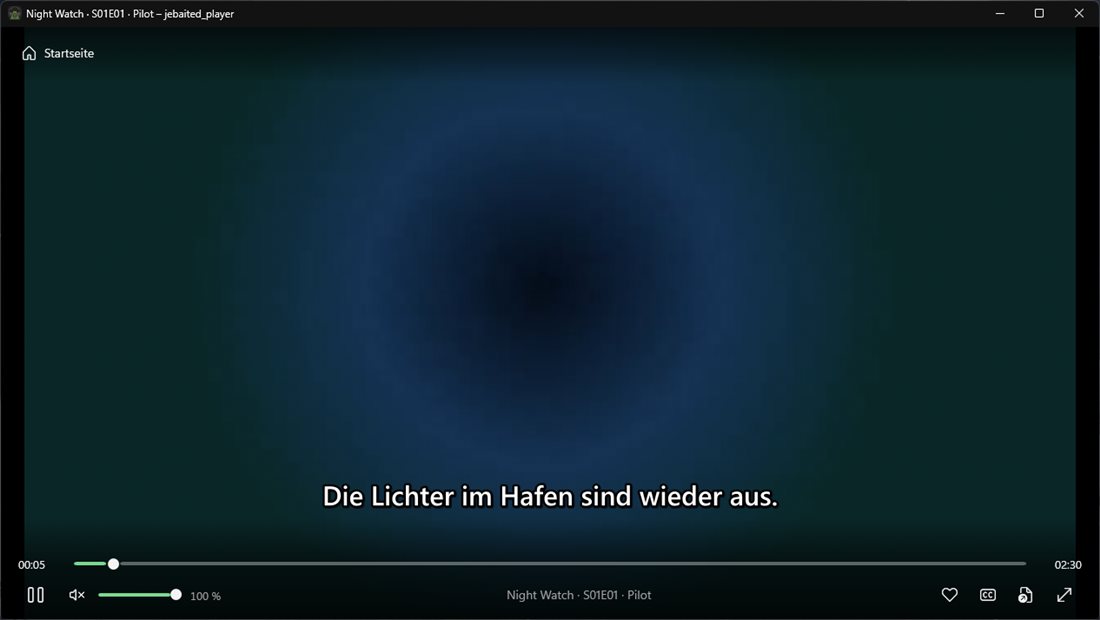 Night Watch · S01E01 · Pilot – jebaited_player
Startseite
Die Lichter im Hafen sind wieder aus.
00:05
02:30
100 %
Night Watch · S01E01 · Pilot
CC